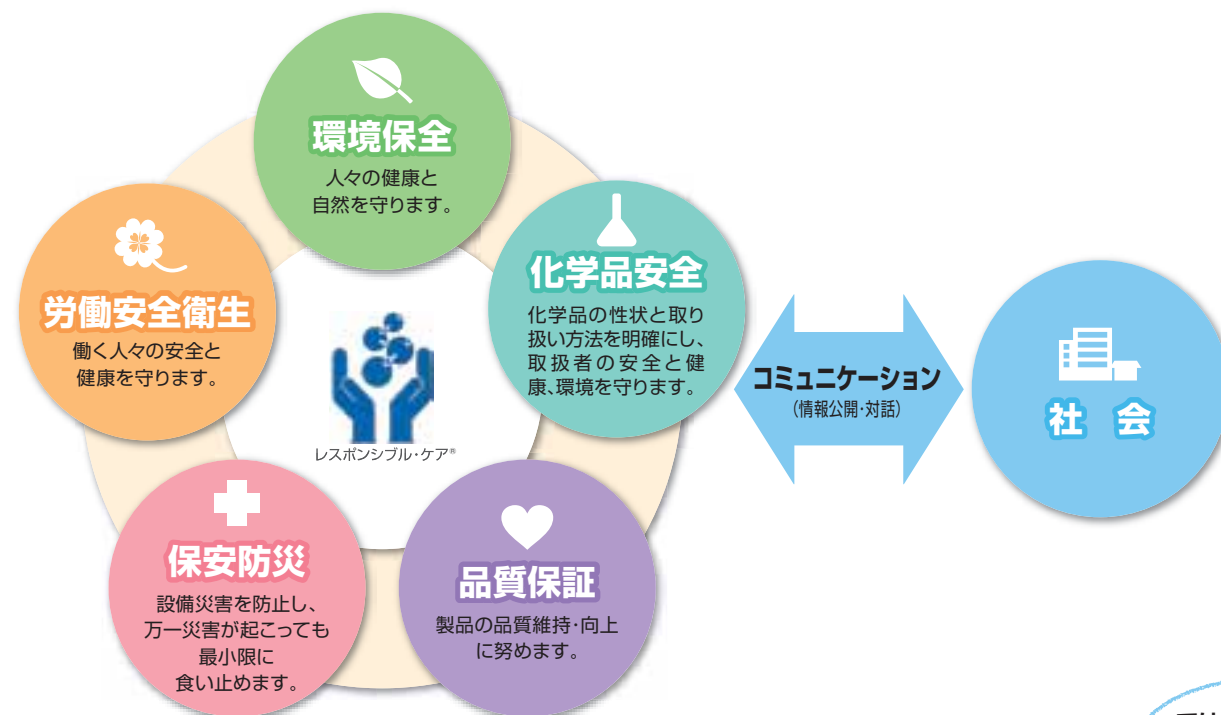 環境保全
人々の健康と
自然を守ります。
化学品安全
化学品の性状と取り
扱い方法を明確にし、
取扱者の安全と健
康、環境を守ります。
労働安全衛生
働く人々の安全と
健康を守ります。
レスポンシブル・ケア®
保安防災
設備災害を防止し、
万一災害が起こっても
最小限に
食い止めます。
品質保証
製品の品質維持・向上
に努めます。
コミュニケーション
(情報公開・対話)
社 会